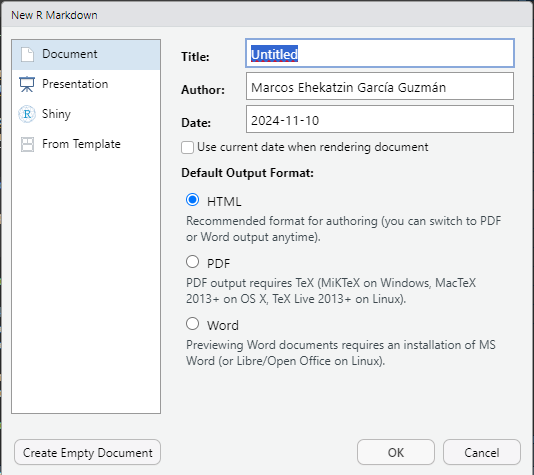 New R Markdown
Document
Presentation
Shiny
From Template
Title: Untitled
Author: Marcos Ehekatzin García Guzmán
Date: 2024-11-10
Use current date when rendering document
Default Output Format:
HTML
Recommended format for authoring (you can switch to PDF
or Word output anytime).
PDF
PDF output requires TeX (MiKTeX on Windows, MacTeX
2013+ on OS X, TeX Live 2013+ on Linux).
Word
Previewing Word documents requires an installation of MS
Word (or Libre/Open Office on Linux).
Create Empty Document
OK
Cancel